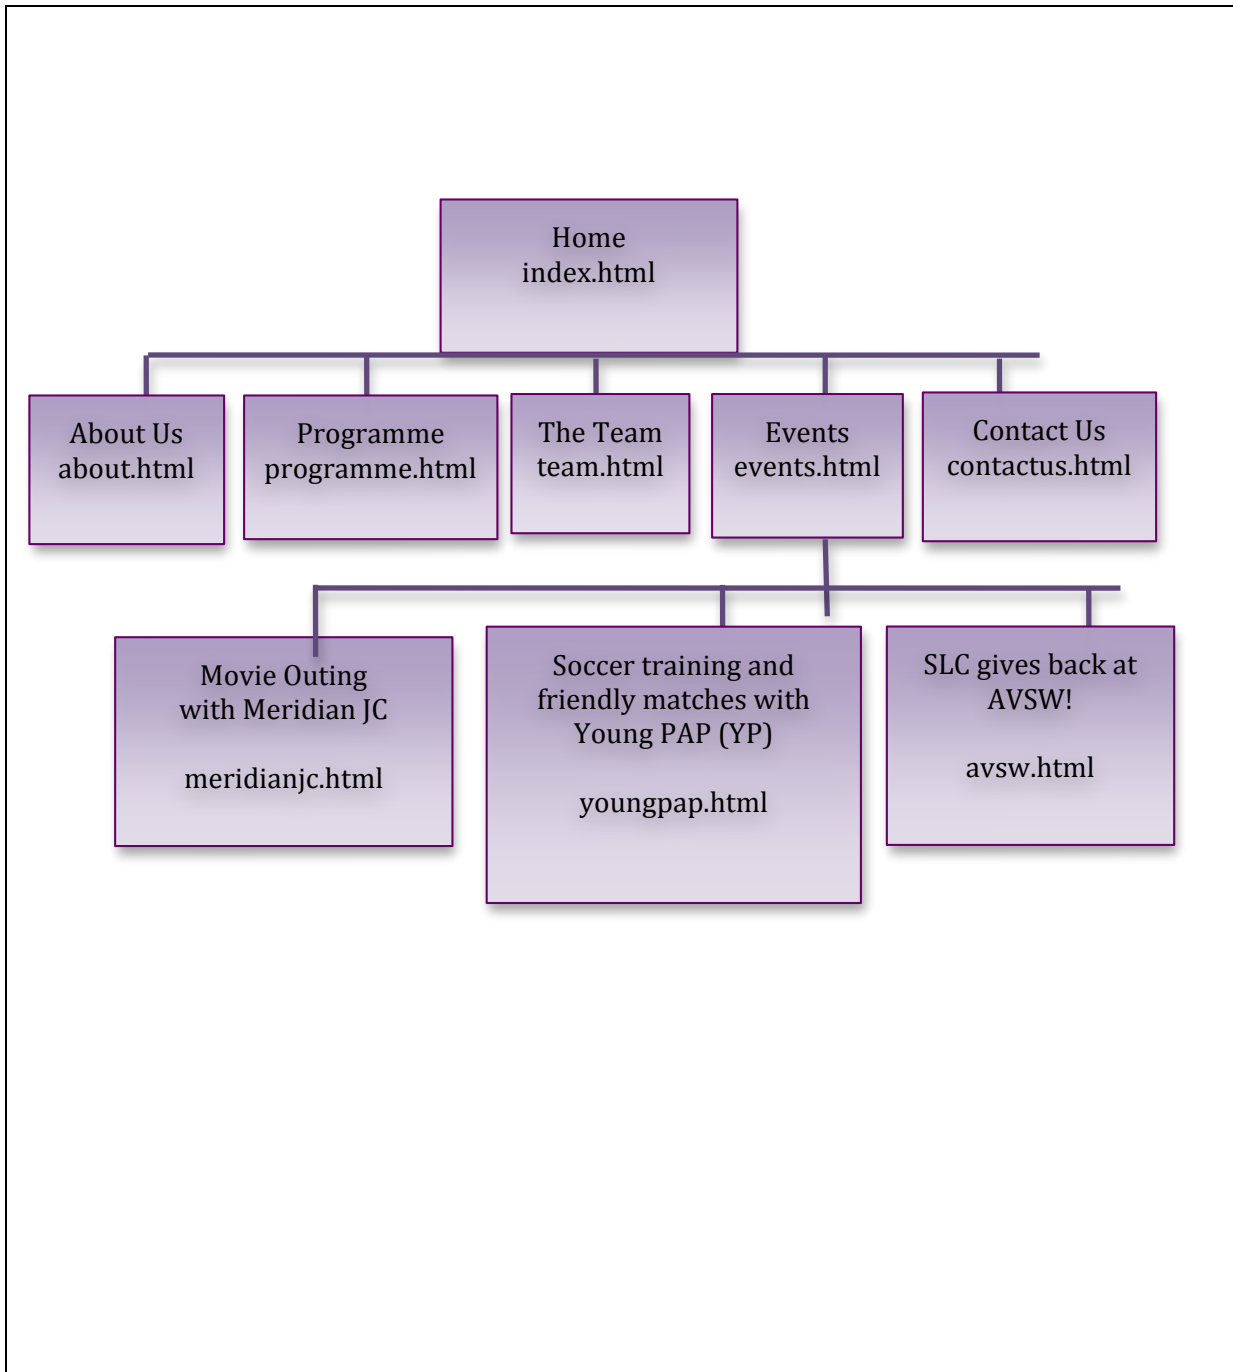 Home
index.html
About Us
about.html
Programme
programme.html
The Team
team.html
Events
events.html
Contact Us
contactus.html
Movie Outing
with Meridian JC
meridianjc.html
Soccer training and
friendly matches with
Young PAP (YP)
youngpap.html
SLC gives back at
AVSW!
avsw.html